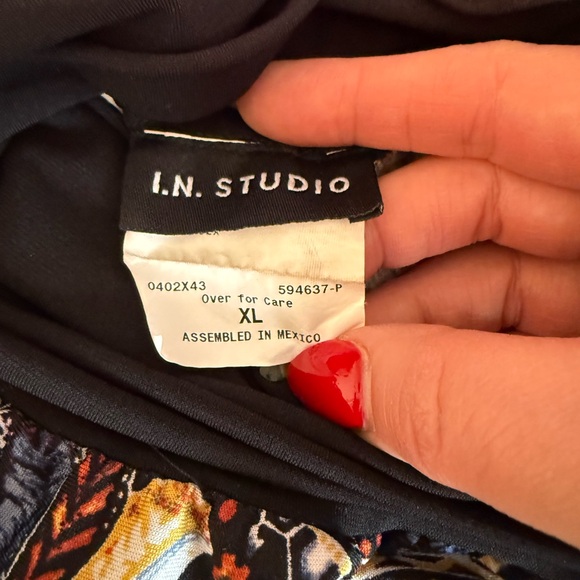 I.N. STUDIO
0402X43 594637-P
Over for Care
XL
ASSEMBLED IN MEXICO